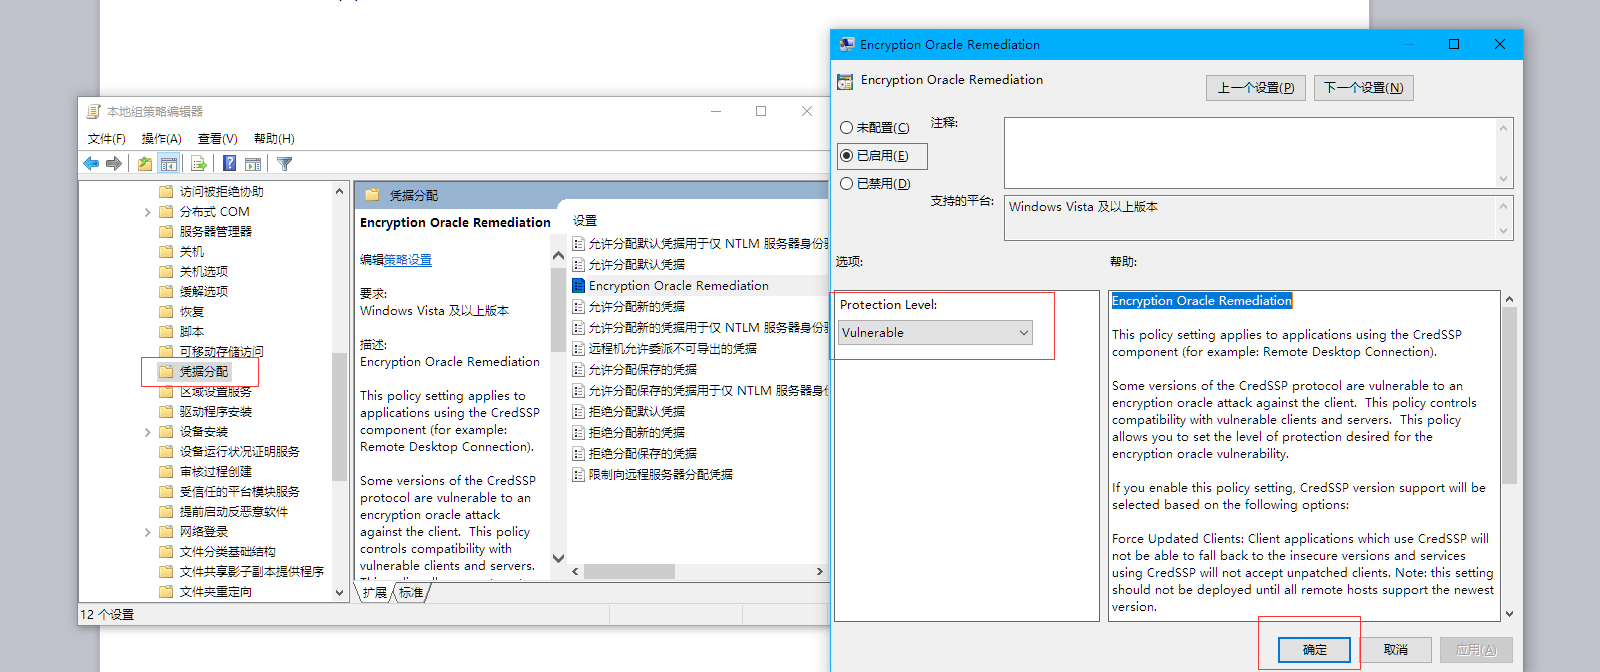 本地组策略编辑器
文件(F) 操作(A) 查看(V) 帮助(H)
访问被拒绝协助
分布式 COM
服务器管理器
关机
关机选项
缓解选项
恢复
脚本
可移动存储访问
凭据分配
区域设置服务
驱动程序安装
设备安装
设备运行状况证明服务
审核过程创建
受信任的平台模块服务
提前启动反恶意软件
网络登录
文件分类基础结构
文件共享影子副本提供程序
文件夹重定向
12 个设置
凭据分配
Encryption Oracle Remediation
编辑策略设置
要求:
Windows Vista 及以上版本
描述:
Encryption Oracle Remediation
This policy setting applies to
applications using the CredSSP
component (for example:
Remote Desktop Connection).
Some versions of the CredSSP
protocol are vulnerable to an
encryption oracle attack
against the client.  This policy
controls compatibility with
vulnerable clients and servers.
设置
允许分配默认凭据用于仅 NTLM 服务器身份验
允许分配默认凭据
Encryption Oracle Remediation
允许分配新的凭据
允许分配新的凭据用于仅 NTLM 服务器身份验
远程机允许委派不可导出的凭据
允许分配保存的凭据
允许分配保存的凭据用于仅 NTLM 服务器身份
拒绝分配默认凭据
拒绝分配新的凭据
拒绝分配保存的凭据
限制向远程服务器分配凭据
扩展 标准
Encryption Oracle Remediation
Encryption Oracle Remediation
上一个设置(P) 下一个设置(N)
未配置(C)
已启用(E)
已禁用(D)
注释:
支持的平台:
Windows Vista 及以上版本
选项:
帮助:
Protection Level:
Vulnerable
Encryption Oracle Remediation
This policy setting applies to applications using the CredSSP
component (for example: Remote Desktop Connection).
Some versions of the CredSSP protocol are vulnerable to an
encryption oracle attack against the client.  This policy controls
compatibility with vulnerable clients and servers.  This policy
allows you to set the level of protection desired for the
encryption oracle vulnerability.
If you enable this policy setting, CredSSP version support will be
selected based on the following options:
Force Updated Clients: Client applications which use CredSSP will
not be able to fall back to the insecure versions and services
using CredSSP will not accept unpatched clients. Note: this setting
should not be deployed until all remote hosts support the newest
version.
确定 取消 应用(A)